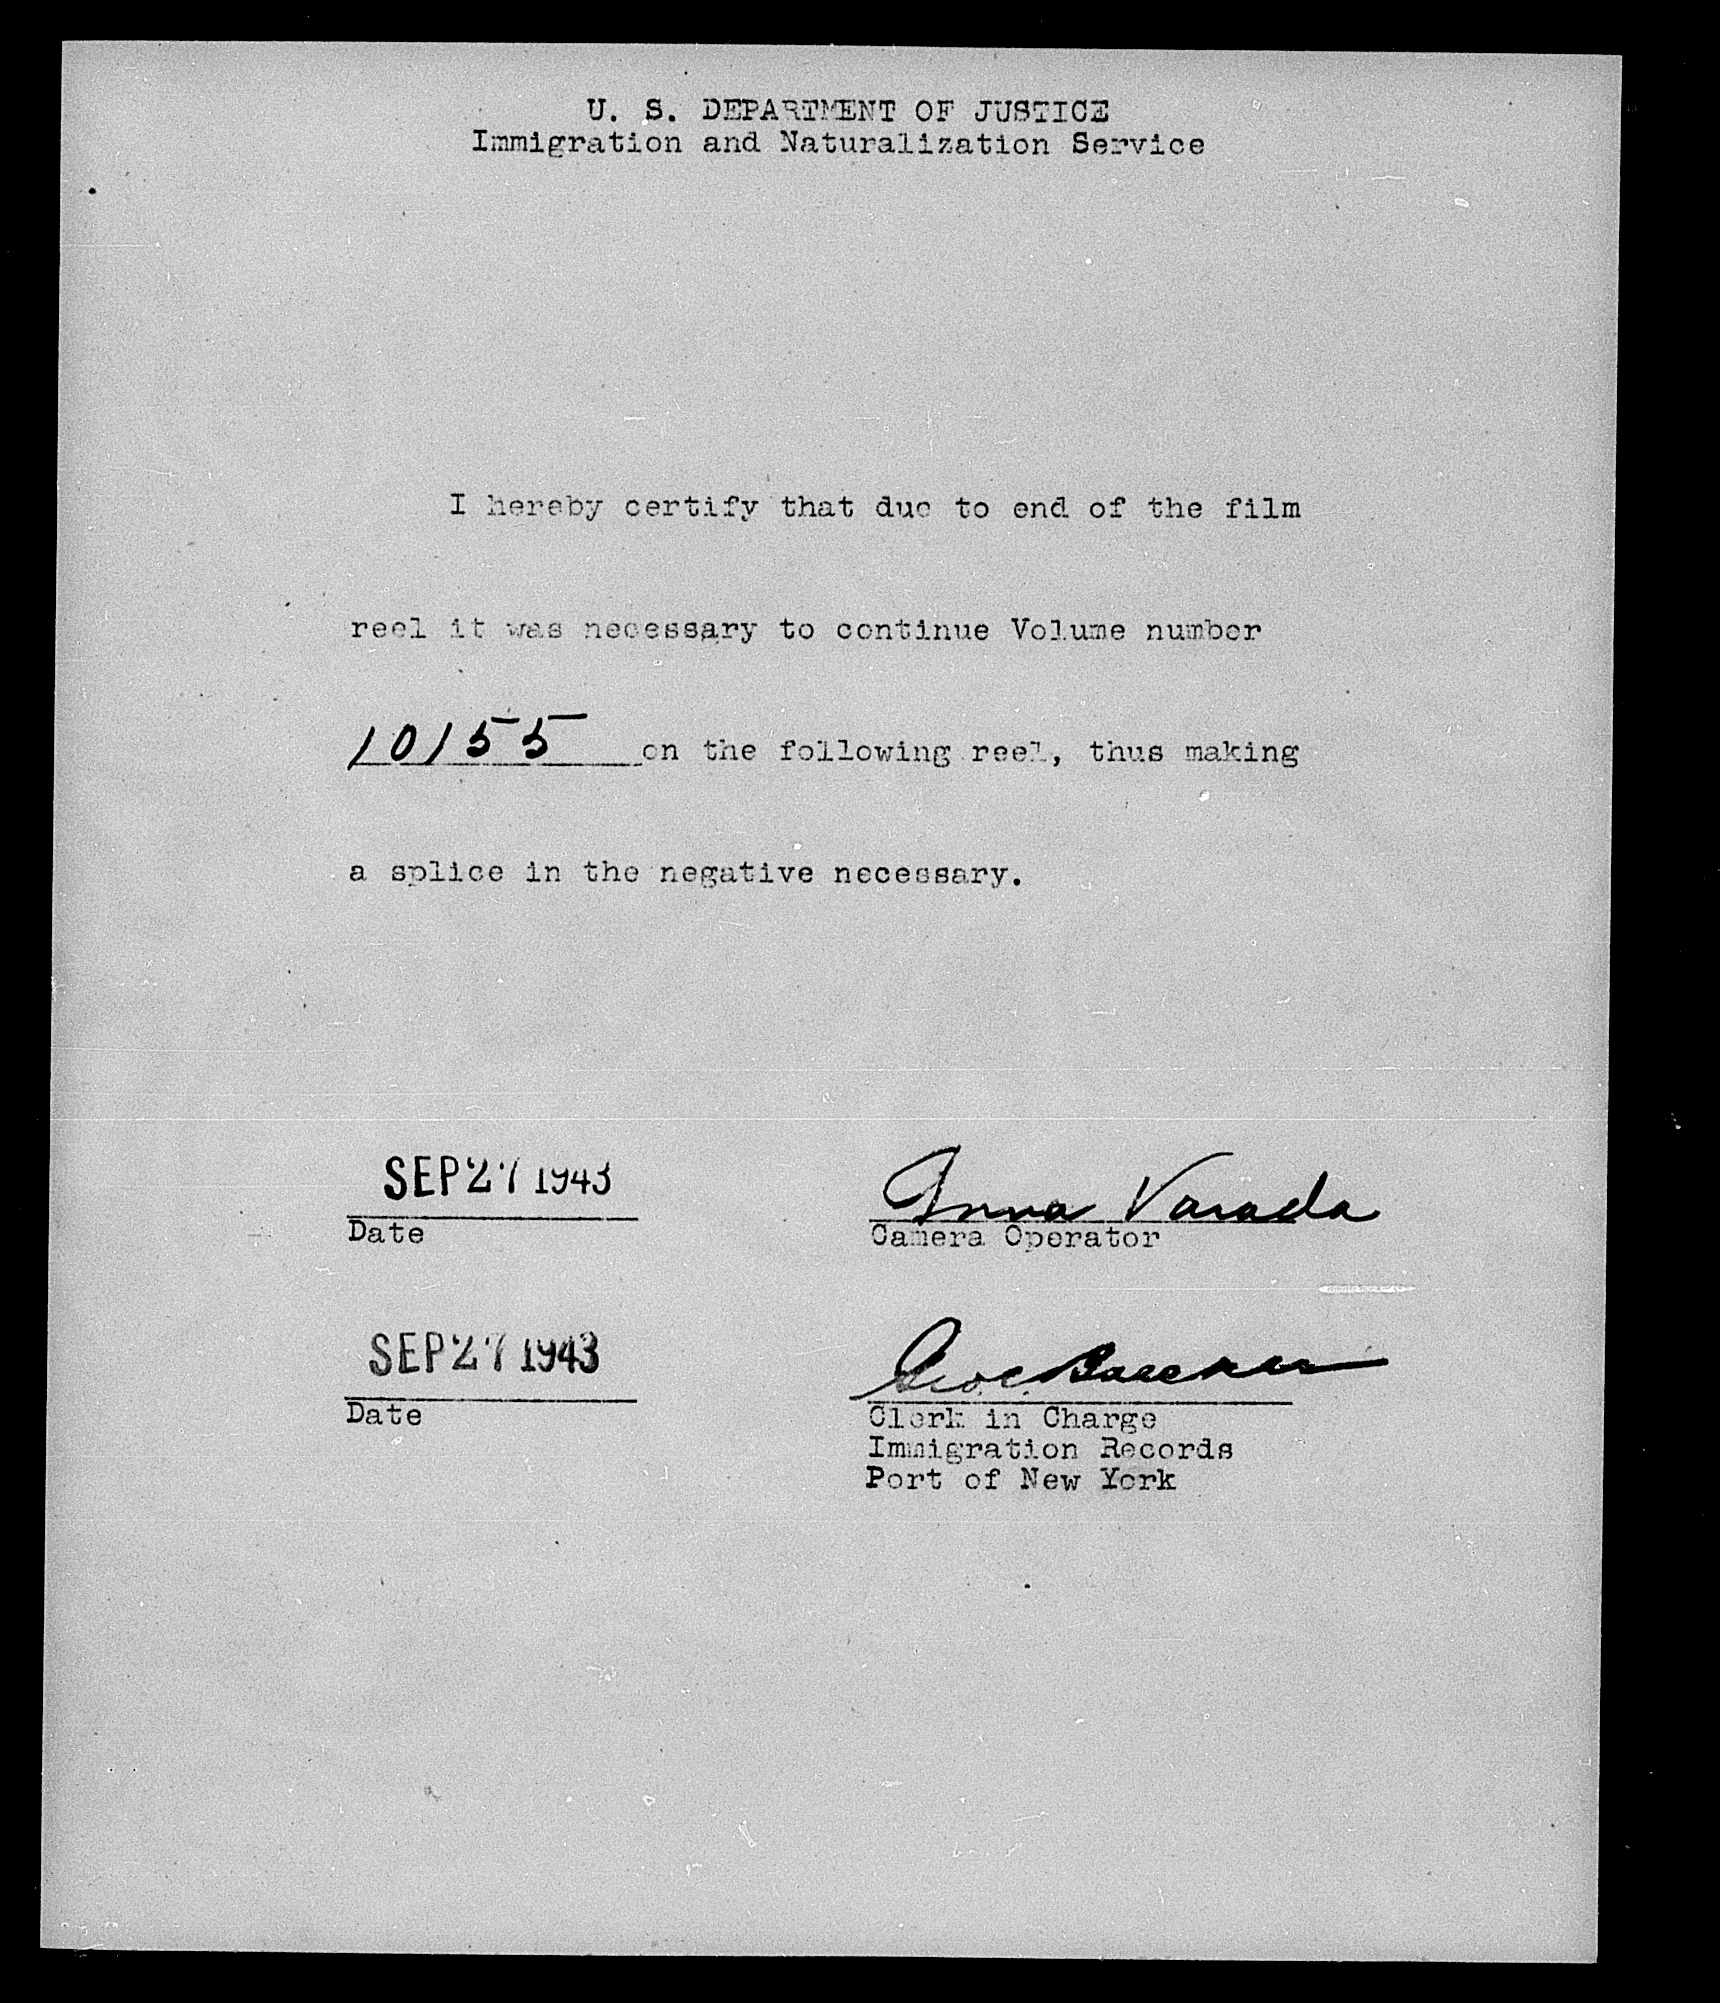 U. S. DEPARTMENT OF JUSTICE
Immigration and Naturalization Service
I hereby certify that due to end of the film
reel it was necessary to continue Volume number
10155 on the following reel, thus making
a splice in the negative necessary.
SEP 27 1943 Anna Varada
Date Camera Operator
SEP 27 1943 Geo. C.
Date Clerk in Charge
Immigration Records
Port of New York